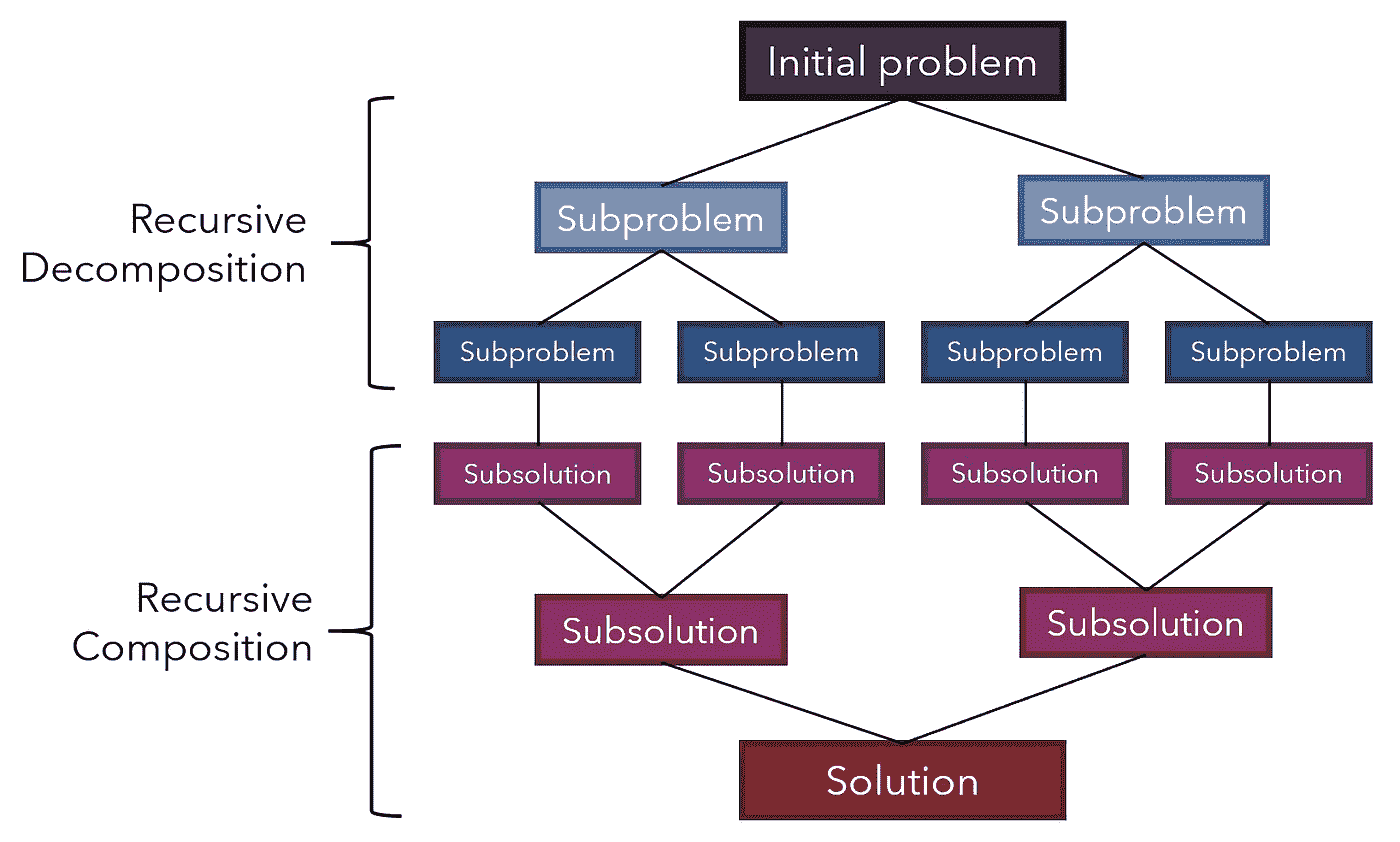 Initial problem
Recursive
Decomposition
Subproblem
Subproblem
Subproblem
Subproblem
Subproblem
Subproblem
Subsolution
Subsolution
Subsolution
Subsolution
Recursive
Composition
Subsolution
Subsolution
Solution